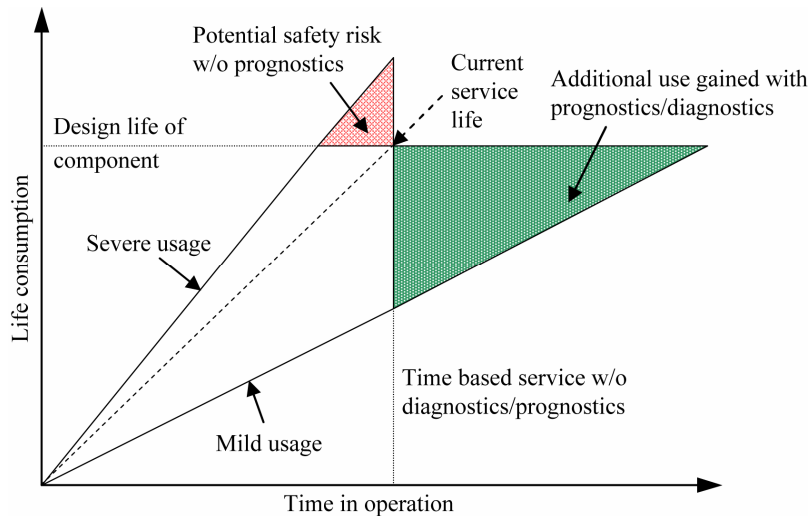 Potential safety risk
w/o prognostics
Current
service
life
Additional use gained with
prognostics/diagnostics
Design life of
component
Severe usage
Life consumption
Time based service w/o
diagnostics/prognostics
Mild usage
Time in operation